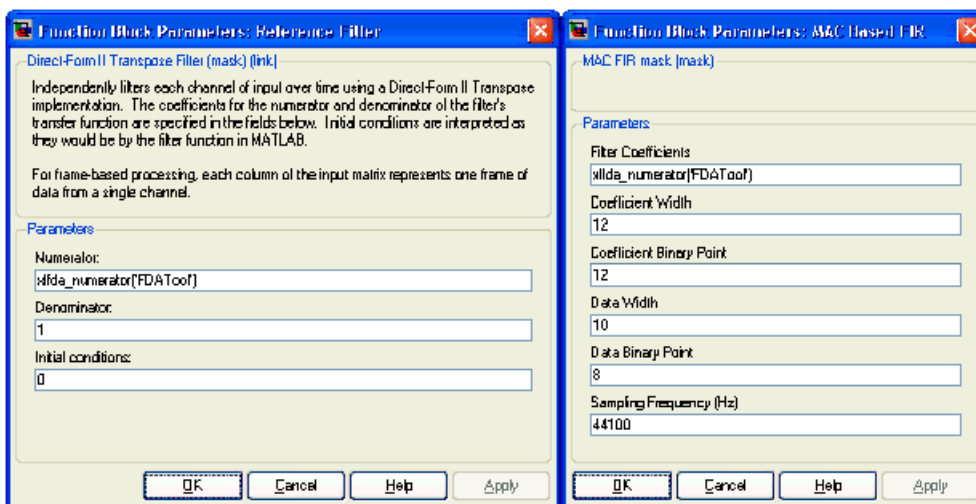 Function Block Parameters: Reference Filter
Direct-Form II Transpose Filter (mask) (link)
Independently filters each channel of input over time using a Direct-Form II Transpose
implementation. The coefficients for the numerator and denominator of the filter's
transfer function are specified in the fields below. Initial conditions are interpreted as
they would be by the filter function in MATLAB.
For frame-based processing, each column of the input matrix represents one frame of
data from a single channel.
Parameters
Numerator:
xlfda_numerator('FDATool')
Denominator:
1
Initial conditions:
0
OK Cancel Help Apply
Function Block Parameters: MAC Based FIR
MAC FIR mask (mask)
Parameters
Filter Coefficients
xlfda_numerator('FDATool')
Coefficient Width
12
Coefficient Binary Point
12
Data Width
10
Data Binary Point
8
Sampling Frequency (Hz)
44100
OK Cancel Help Apply